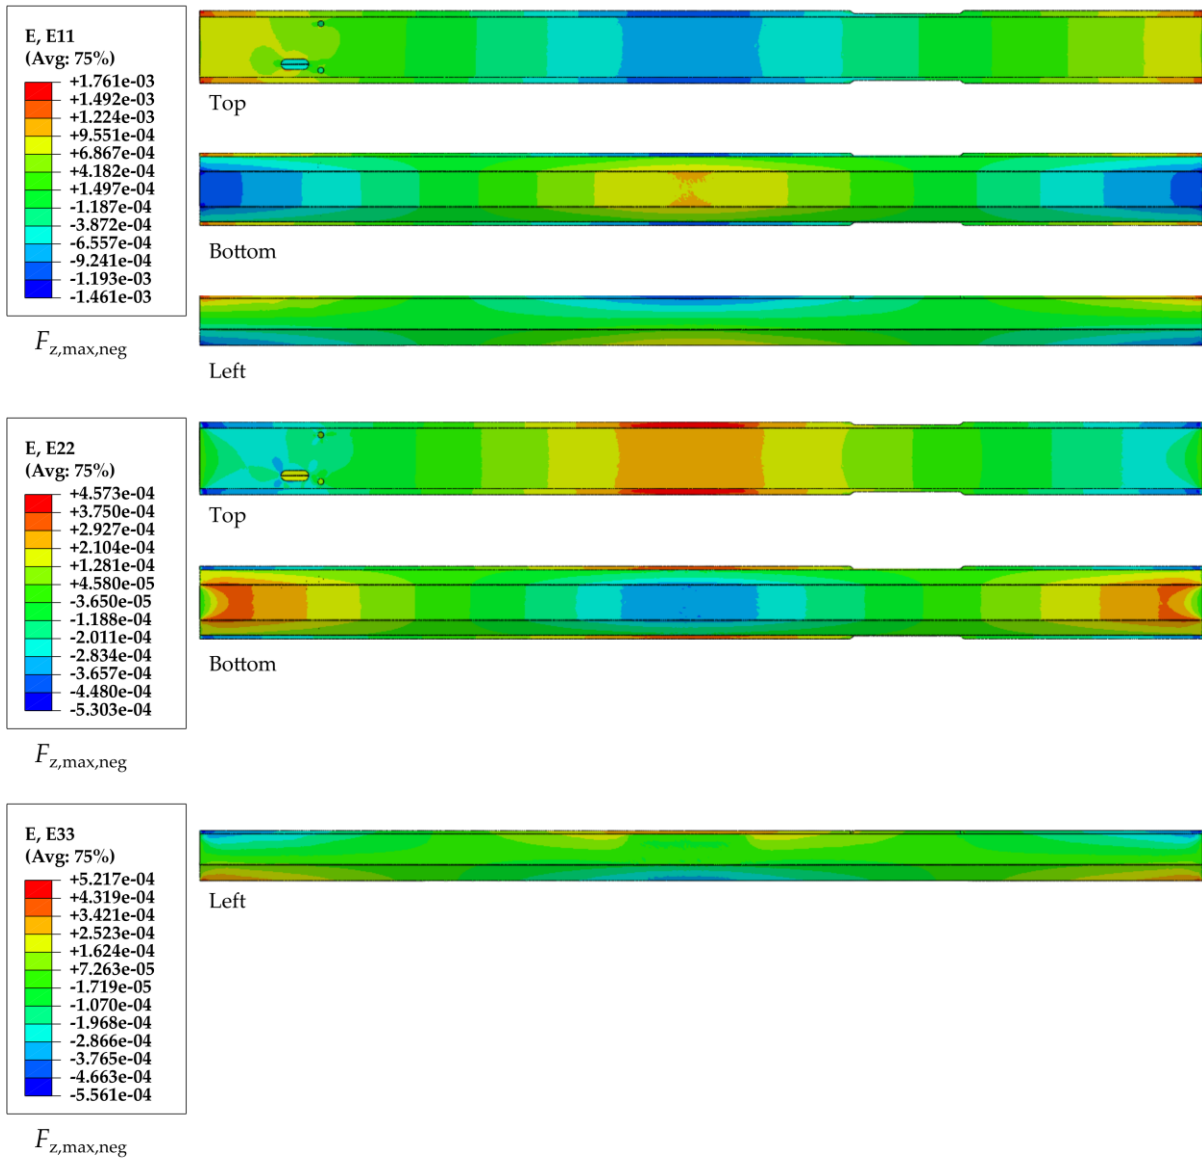 E, E11
(Avg: 75%)
+1.761e-03
+1.492e-03
+1.224e-03
+9.551e-04
+6.867e-04
+4.182e-04
+1.497e-04
-1.187e-04
-3.872e-04
-6.557e-04
-9.241e-04
-1.193e-03
-1.461e-03
Fz,max,neg
Top
Bottom
Left
E, E22
(Avg: 75%)
+4.573e-04
+3.750e-04
+2.927e-04
+2.104e-04
+1.281e-04
+4.580e-05
-3.650e-05
-1.188e-04
-2.011e-04
-2.834e-04
-3.657e-04
-4.480e-04
-5.303e-04
Fz,max,neg
Top
Bottom
E, E33
(Avg: 75%)
+5.217e-04
+4.319e-04
+3.421e-04
+2.523e-04
+1.624e-04
+7.263e-05
-1.719e-05
-1.070e-04
-1.968e-04
-2.866e-04
-3.765e-04
-4.663e-04
-5.561e-04
Fz,max,neg
Left